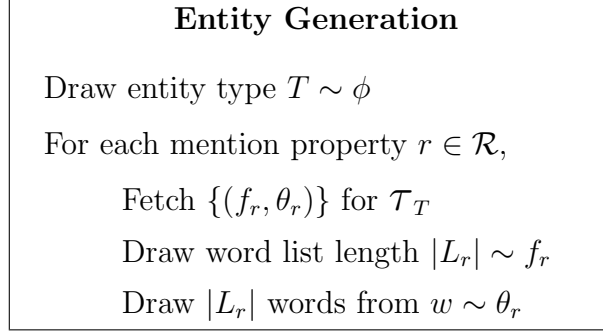 Entity Generation
Draw entity type T ∼ ϕ
For each mention property r ∈ ℛ,
Fetch {(f_r, θ_r)} for τ_T
Draw word list length |L_r| ∼ f_r
Draw |L_r| words from w ∼ θ_r